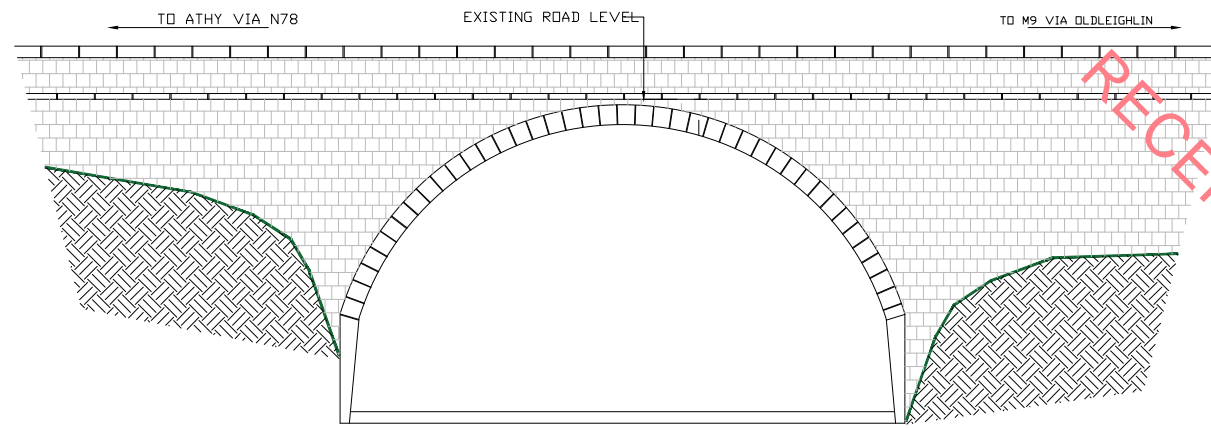 TO ATHY VIA N78
EXISTING ROAD LEVEL
TO M9 VIA OLDLEIGHLIN